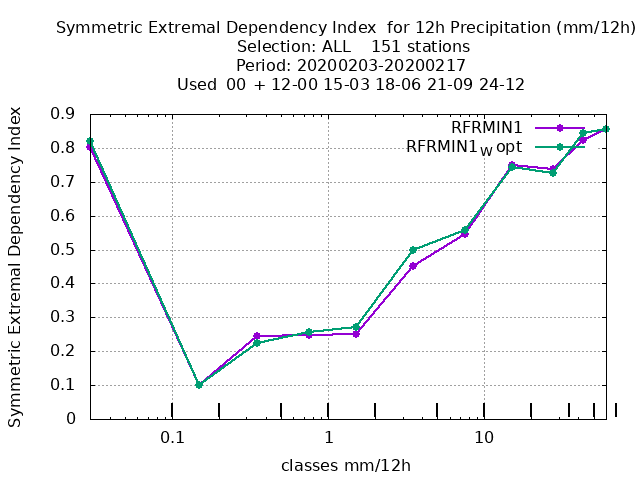 Symmetric Extremal Dependency Index  for 12h Precipitation (mm/12h)
Selection: ALL    151 stations
Period: 20200203-20200217
Used  00 + 12-00 15-03 18-06 21-09 24-12
Symmetric Extremal Dependency Index
0.9
0.8
0.7
0.6
0.5
0.4
0.3
0.2
0.1
0
RFRMIN1
RFRMIN1W opt
0.1
1
10
classes mm/12h